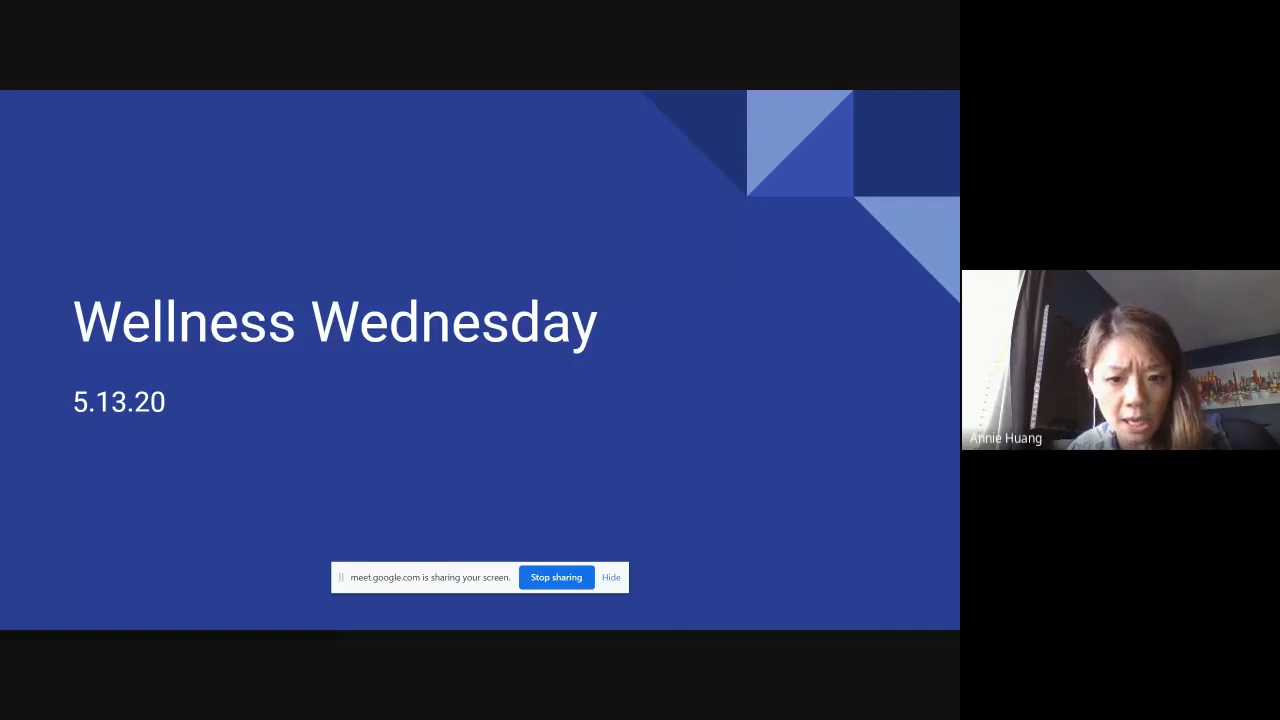 Wellness Wednesday
5.13.20
meet.google.com is sharing your screen. Stop sharing Hide
Annie Huang